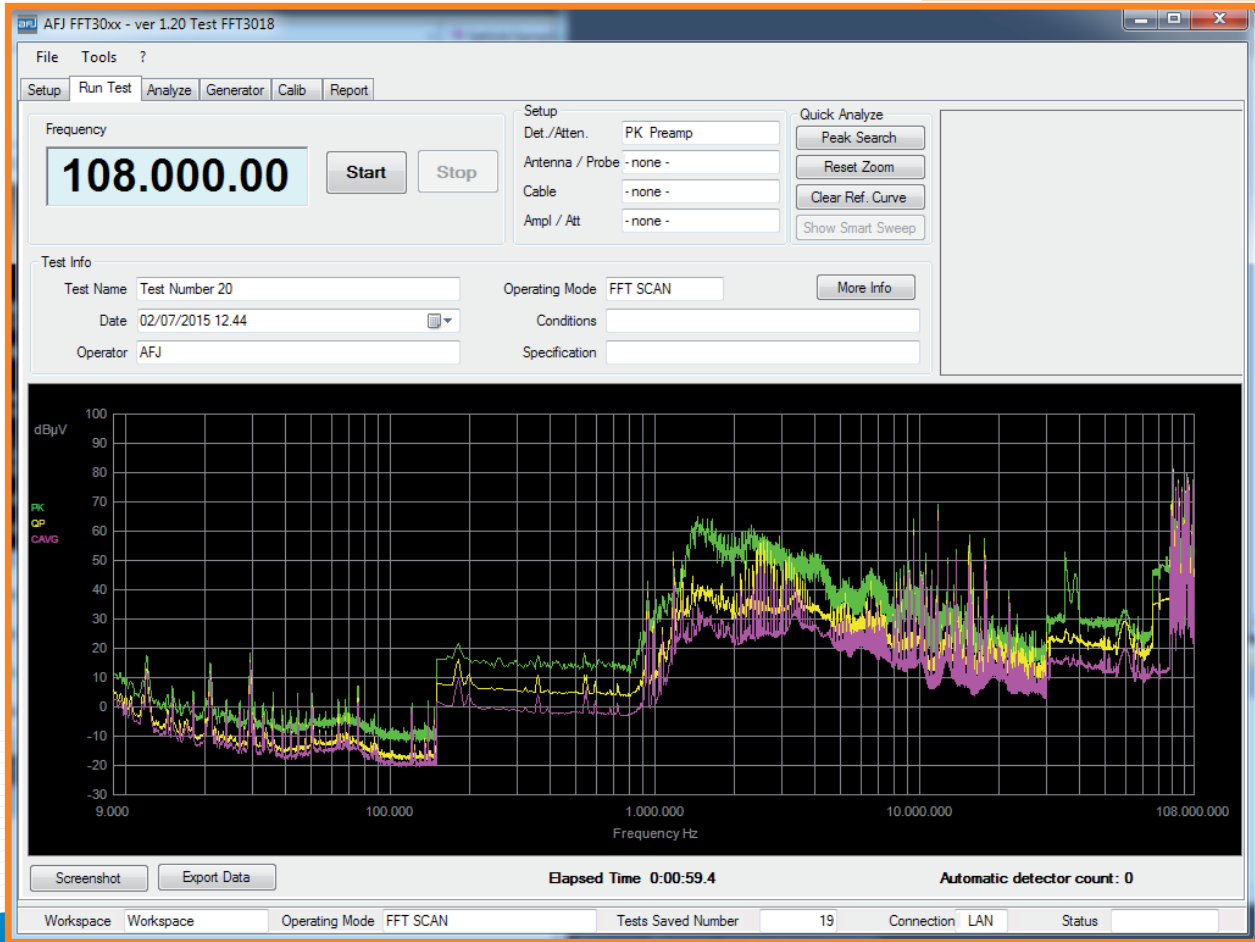 AFJ AFJ FFT30xx - ver 1.20 Test FFT3018
File Tools ?
Setup Run Test Analyze Generator Calib Report
Frequency
108.000.00
Start
Stop
Setup
Det./Atten. PK Preamp
Antenna / Probe - none -
Cable - none -
Ampl / Att - none -
Quick Analyze
Peak Search
Reset Zoom
Clear Ref. Curve
Show Smart Sweep
Test Info
Test Name Test Number 20
Date 02/07/2015 12.44
Operator AFJ
Operating Mode FFT SCAN
More Info
Conditions
Specification
dBµV
PK
QP
CAVG
100
90
80
70
60
50
40
30
20
10
0
-10
-20
-30
9.000 100.000 1.000.000 10.000.000 108.000.000
Frequency Hz
Screenshot Export Data Elapsed Time 0:00:59.4 Automatic detector count: 0
Workspace Workspace Operating Mode FFT SCAN Tests Saved Number 19 Connection LAN Status